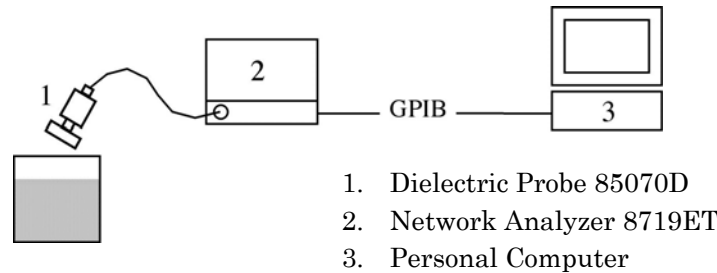 1
2
GPIB
3
1. Dielectric Probe 85070D
2. Network Analyzer 8719ET
3. Personal Computer